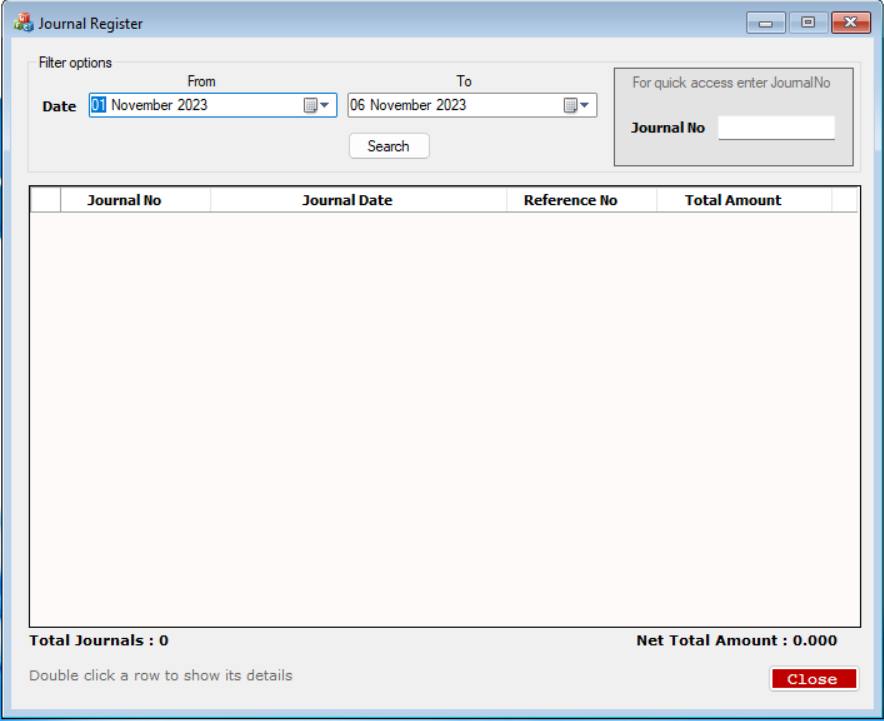 Journal Register
Filter options
From To
Date 01 November 2023 06 November 2023
Search
For quick access enter JournalNo
Journal No
Journal No Journal Date Reference No Total Amount
Total Journals : 0 Net Total Amount : 0.000
Double click a row to show its details
Close